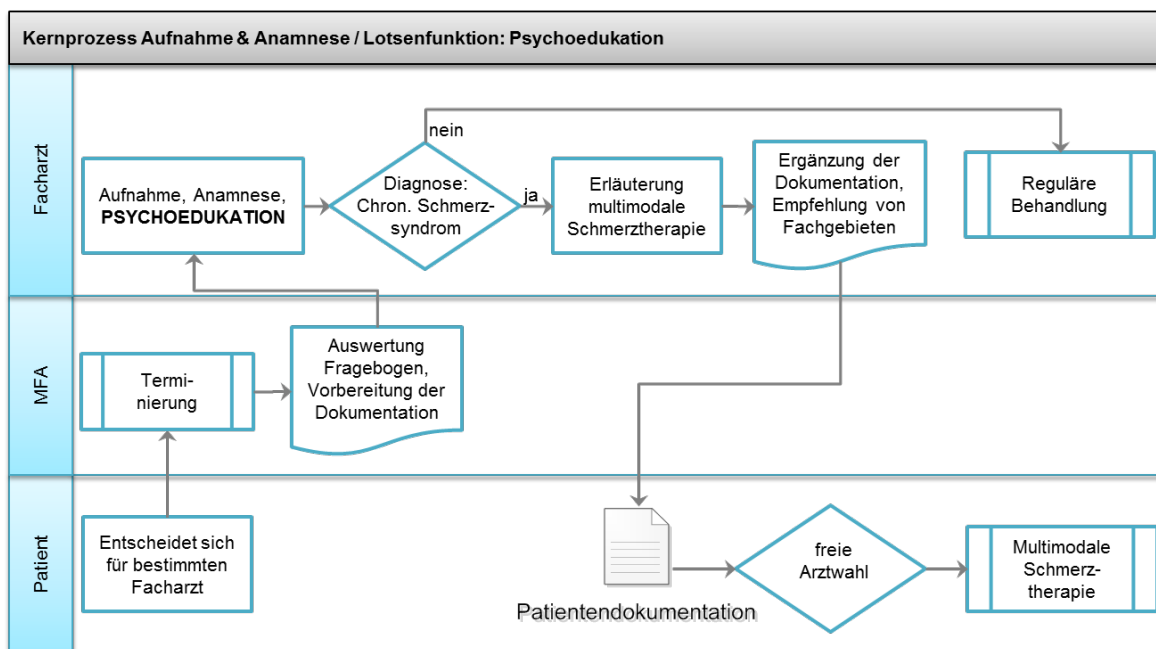 Kernprozess Aufnahme & Anamnese / Lotsenfunktion: Psychoedukation
Facharzt
Aufnahme, Anamnese,
PSYCHOEDUKATION
nein
Diagnose:
Chron. Schmerz-
syndrom
ja
Erläuterung
multimodale
Schmerztherapie
Ergänzung der
Dokumentation,
Empfehlung von
Fachgebieten
Reguläre
Behandlung
MFA
Termi-
nierung
Auswertung
Fragebogen,
Vorbereitung der
Dokumentation
Patient
Entscheidet sich
für bestimmten
Facharzt
Patientendokumentation
freie
Arztwahl
Multimodale
Schmerz-
therapie